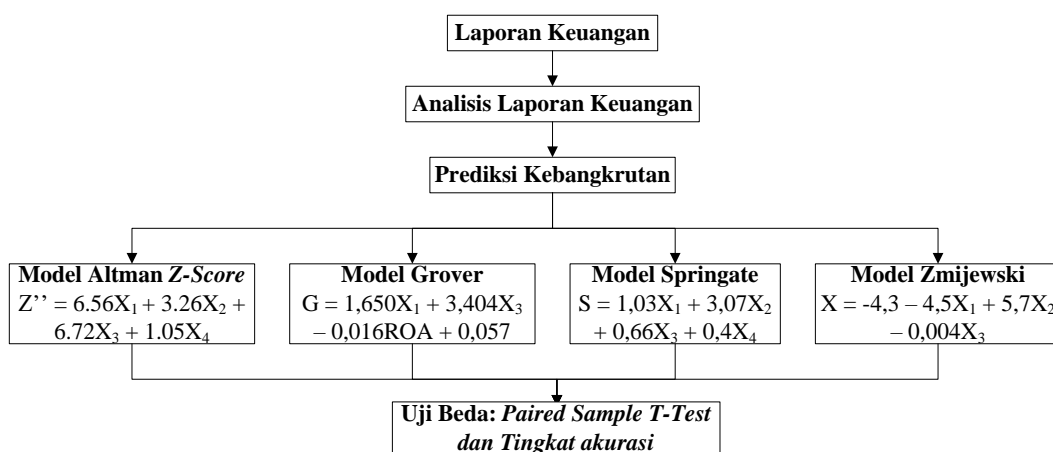 Laporan Keuangan
Analisis Laporan Keuangan
Prediksi Kebangkrutan
Model Altman Z-Score
Z’’ = 6.56X₁ + 3.26X₂ +
6.72X₃ + 1.05X₄
Model Grover
G = 1,650X₁ + 3,404X₃
– 0,016ROA + 0,057
Model Springate
S = 1,03X₁ + 3,07X₂
+ 0,66X₃ + 0,4X₄
Model Zmijewski
X = -4,3 – 4,5X₁ + 5,7X₂
– 0,004X₃
Uji Beda: Paired Sample T-Test
dan Tingkat akurasi